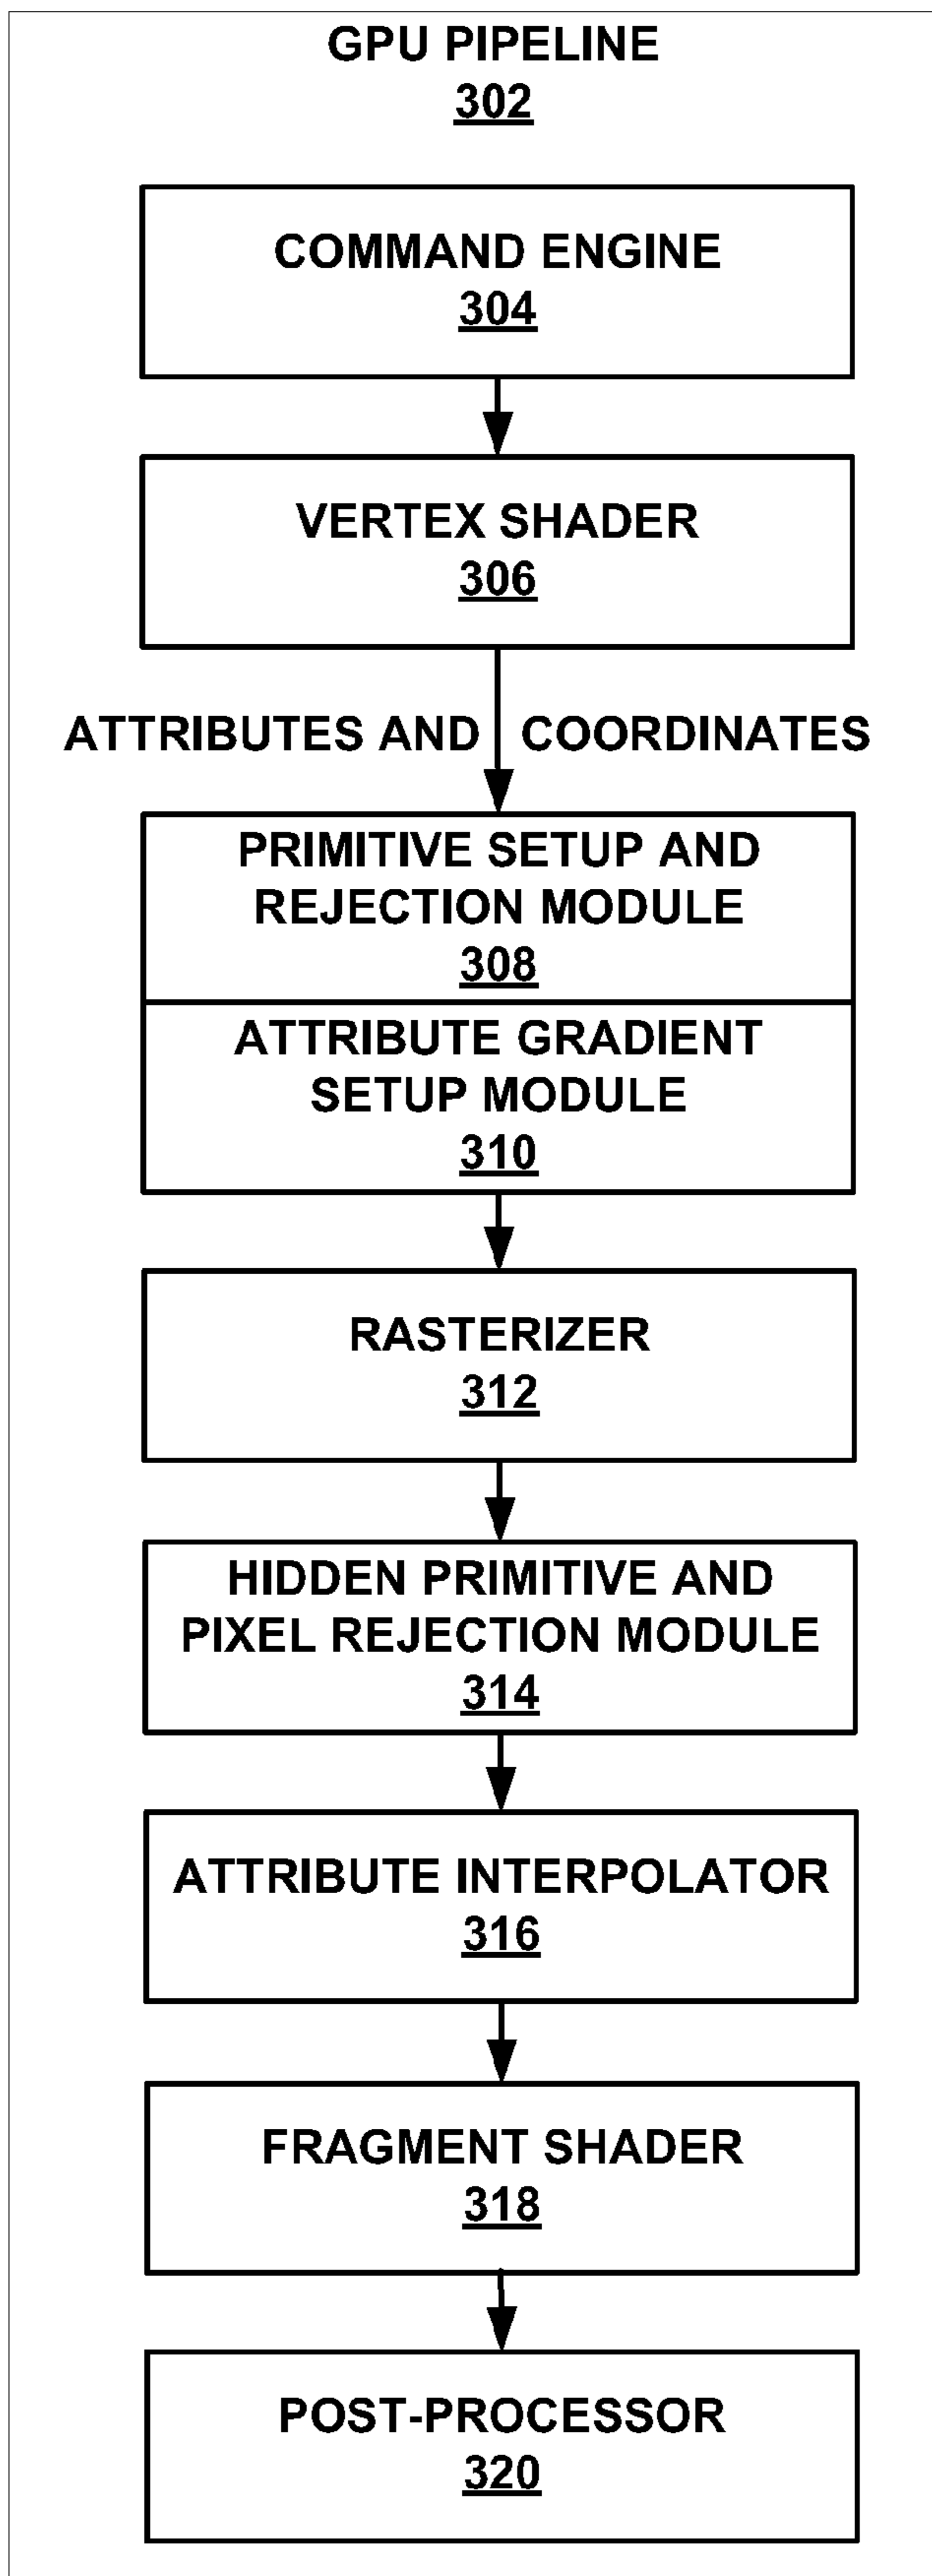 GPU PIPELINE
302
COMMAND ENGINE
304
VERTEX SHADER
306
ATTRIBUTES AND COORDINATES
PRIMITIVE SETUP AND
REJECTION MODULE
308
ATTRIBUTE GRADIENT
SETUP MODULE
310
RASTERIZER
312
HIDDEN PRIMITIVE AND
PIXEL REJECTION MODULE
314
ATTRIBUTE INTERPOLATOR
316
FRAGMENT SHADER
318
POST-PROCESSOR
320